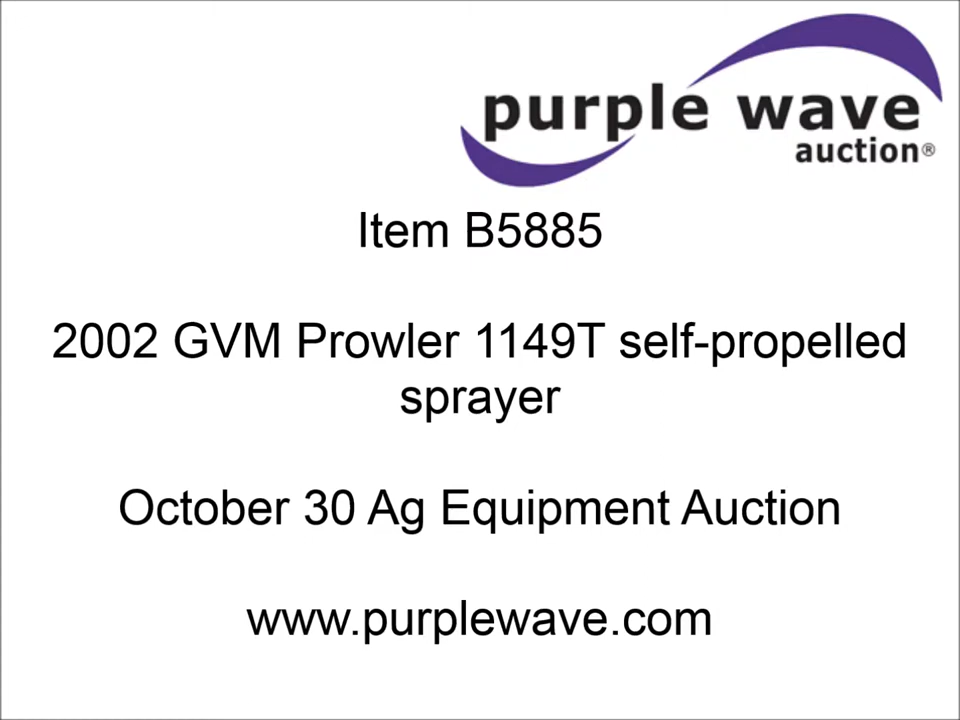 purple wave
auction®
Item B5885
2002 GVM Prowler 1149T self-propelled
sprayer
October 30 Ag Equipment Auction
www.purplewave.com